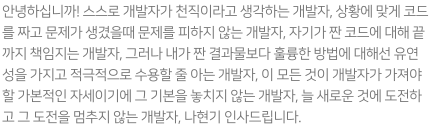 안녕하십니까! 스스로 개발자가 천직이라고 생각하는 개발자, 상황에 맞게 코드
를 짜고 문제가 생겼을때 문제를 피하지 않는 개발자, 자기가 짠 코드에 대해 끝
까지 책임지는 개발자, 그러나 내가 짠 결과물보다 훌륭한 방법에 대해선 유연
성을 가지고 적극적으로 수용할 줄 아는 개발자, 이 모든 것이 개발자가 가져야
할 가본적인 자세이기에 그 기본을 놓치지 않는 개발자, 늘 새로운 것에 도전하
고 그 도전을 멈추지 않는 개발자, 나현기 인사드립니다.